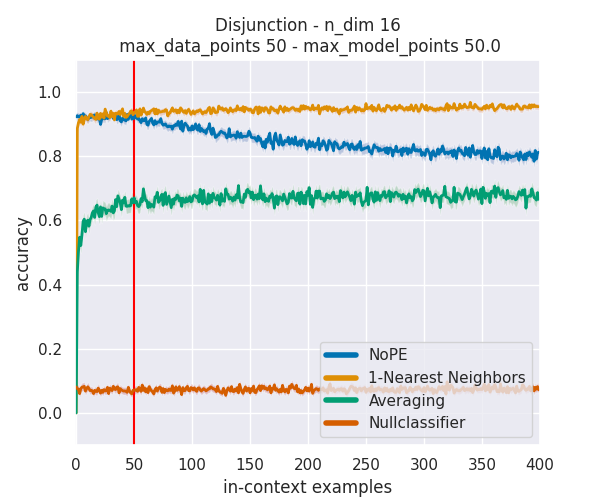 Disjunction - n_dim 16
max_data_points 50 - max_model_points 50.0
accuracy
1.0
0.8
0.6
0.4
0.2
0.0
NoPE
1-Nearest Neighbors
Averaging
Nullclassifier
0 50 100 150 200 250 300 350 400
in-context examples